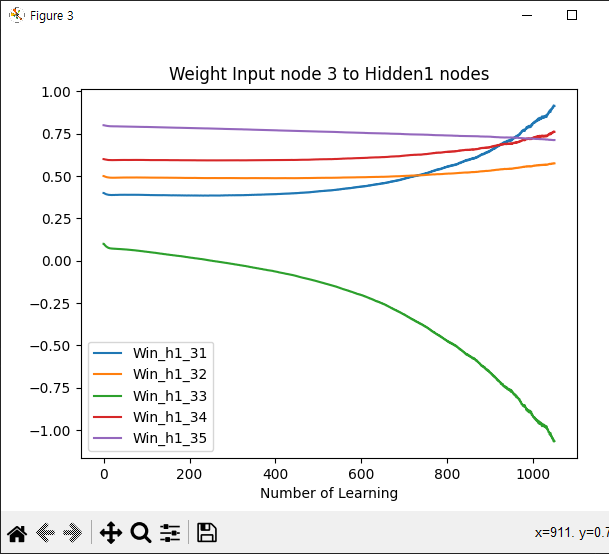 Figure 3
Weight Input node 3 to Hidden1 nodes
1.00
0.75
0.50
0.25
0.00
−0.25
−0.50
−0.75
−1.00
Win_h1_31
Win_h1_32
Win_h1_33
Win_h1_34
Win_h1_35
0 200 400 600 800 1000
Number of Learning
x=911. y=0.7